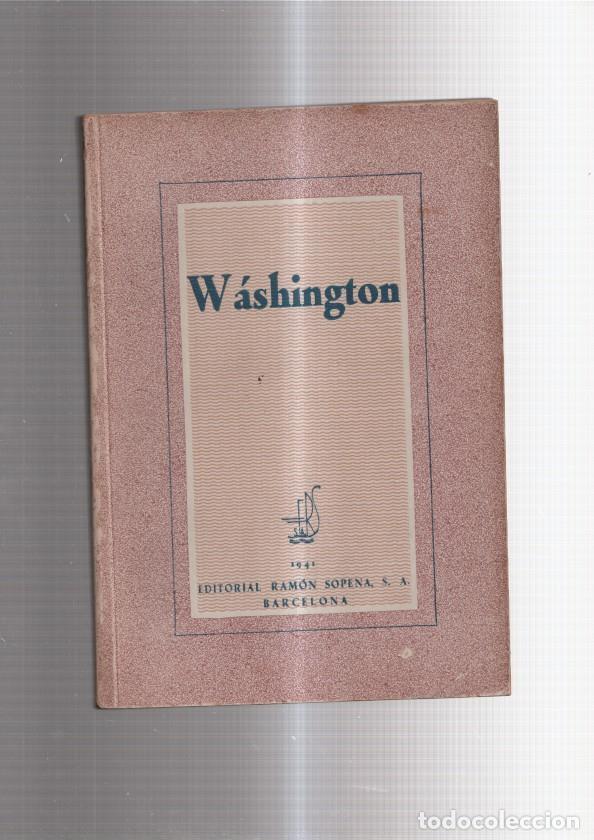 Wáshington
1941
EDITORIAL RAMÓN SOPENA, S. A.
BARCELONA
todocoleccion